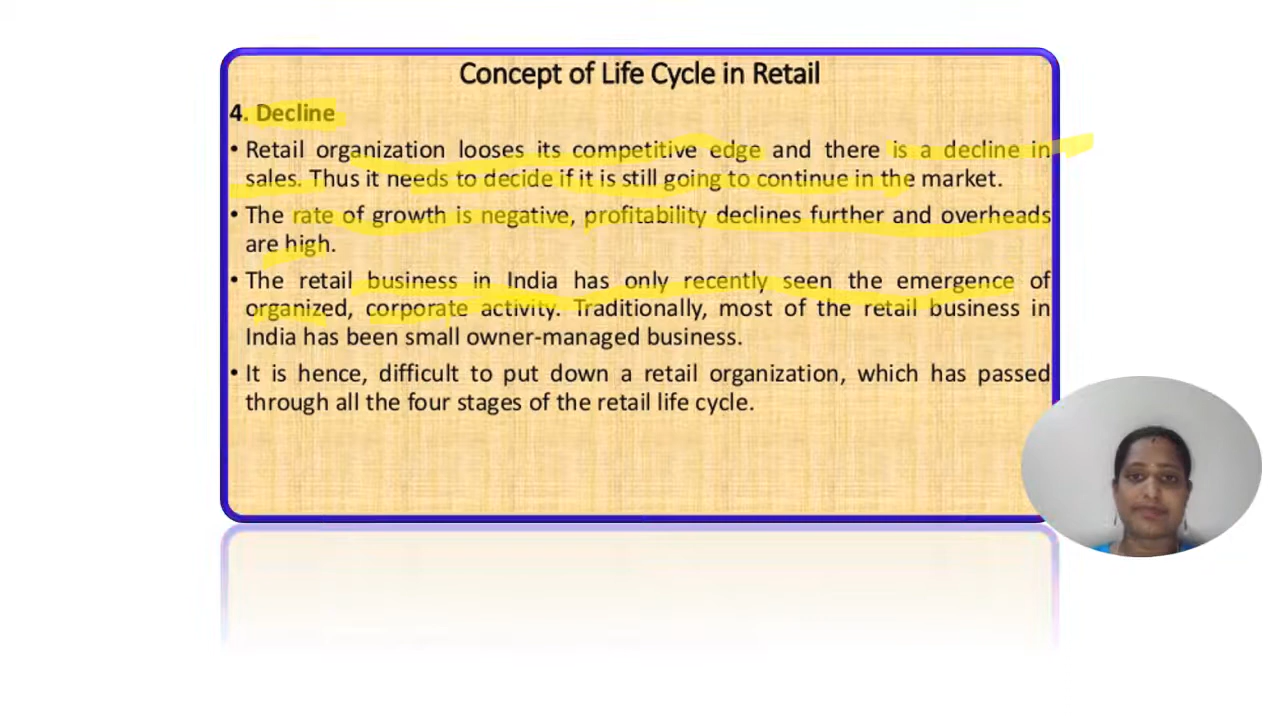 Concept of Life Cycle in Retail
4. Decline
• Retail organization looses its competitive edge and there is a decline in
sales. Thus it needs to decide if it is still going to continue in the market.
• The rate of growth is negative, profitability declines further and overheads
are high.
• The retail business in India has only recently seen the emergence of
organized, corporate activity. Traditionally, most of the retail business in
India has been small owner-managed business.
• It is hence, difficult to put down a retail organization, which has passed
through all the four stages of the retail life cycle.